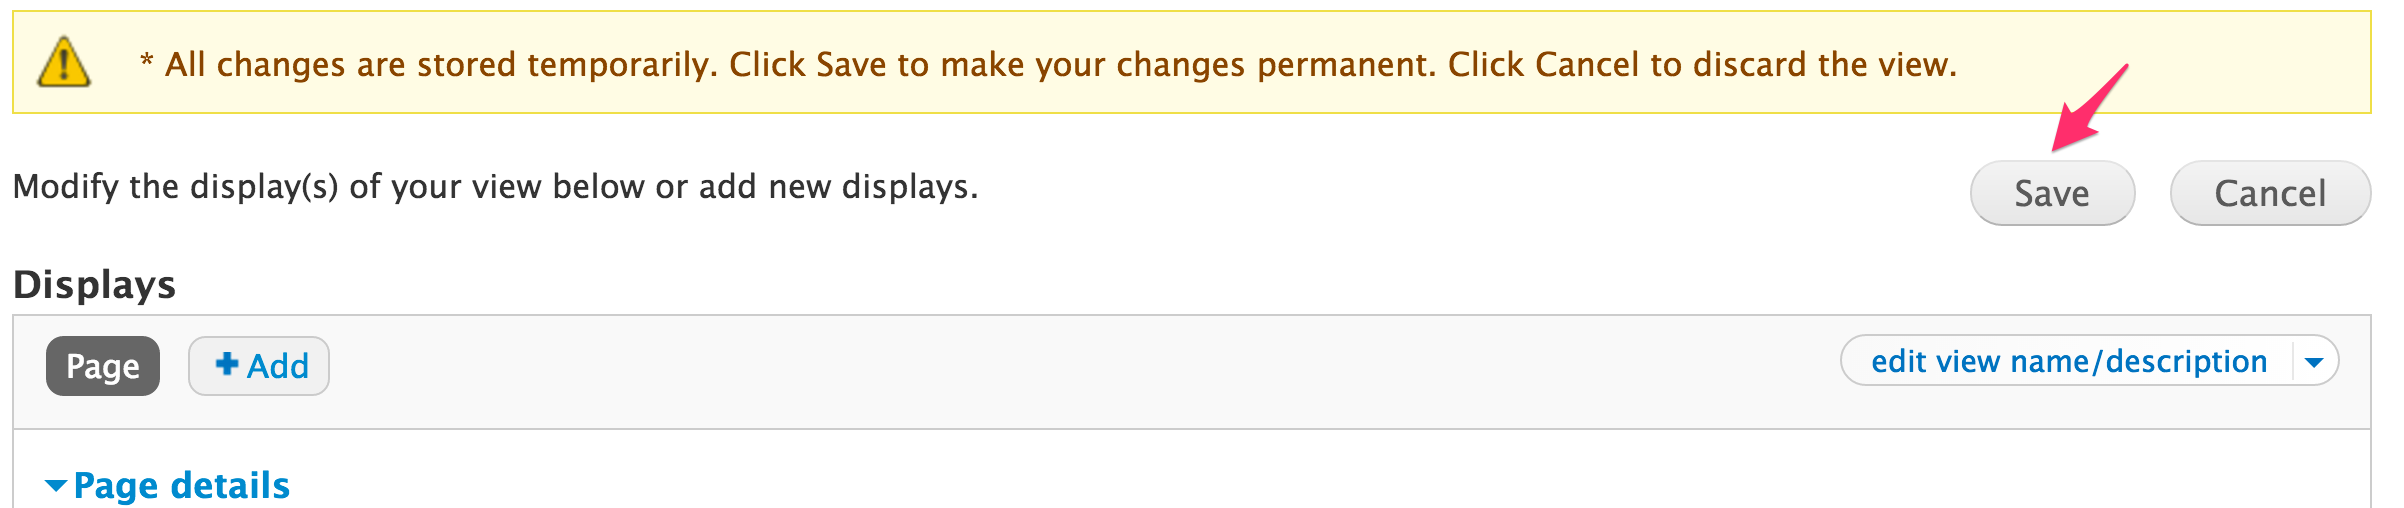 * All changes are stored temporarily. Click Save to make your changes permanent. Click Cancel to discard the view.
Modify the display(s) of your view below or add new displays.
Save
Cancel
Displays
Page
Add
edit view name/description
Page details